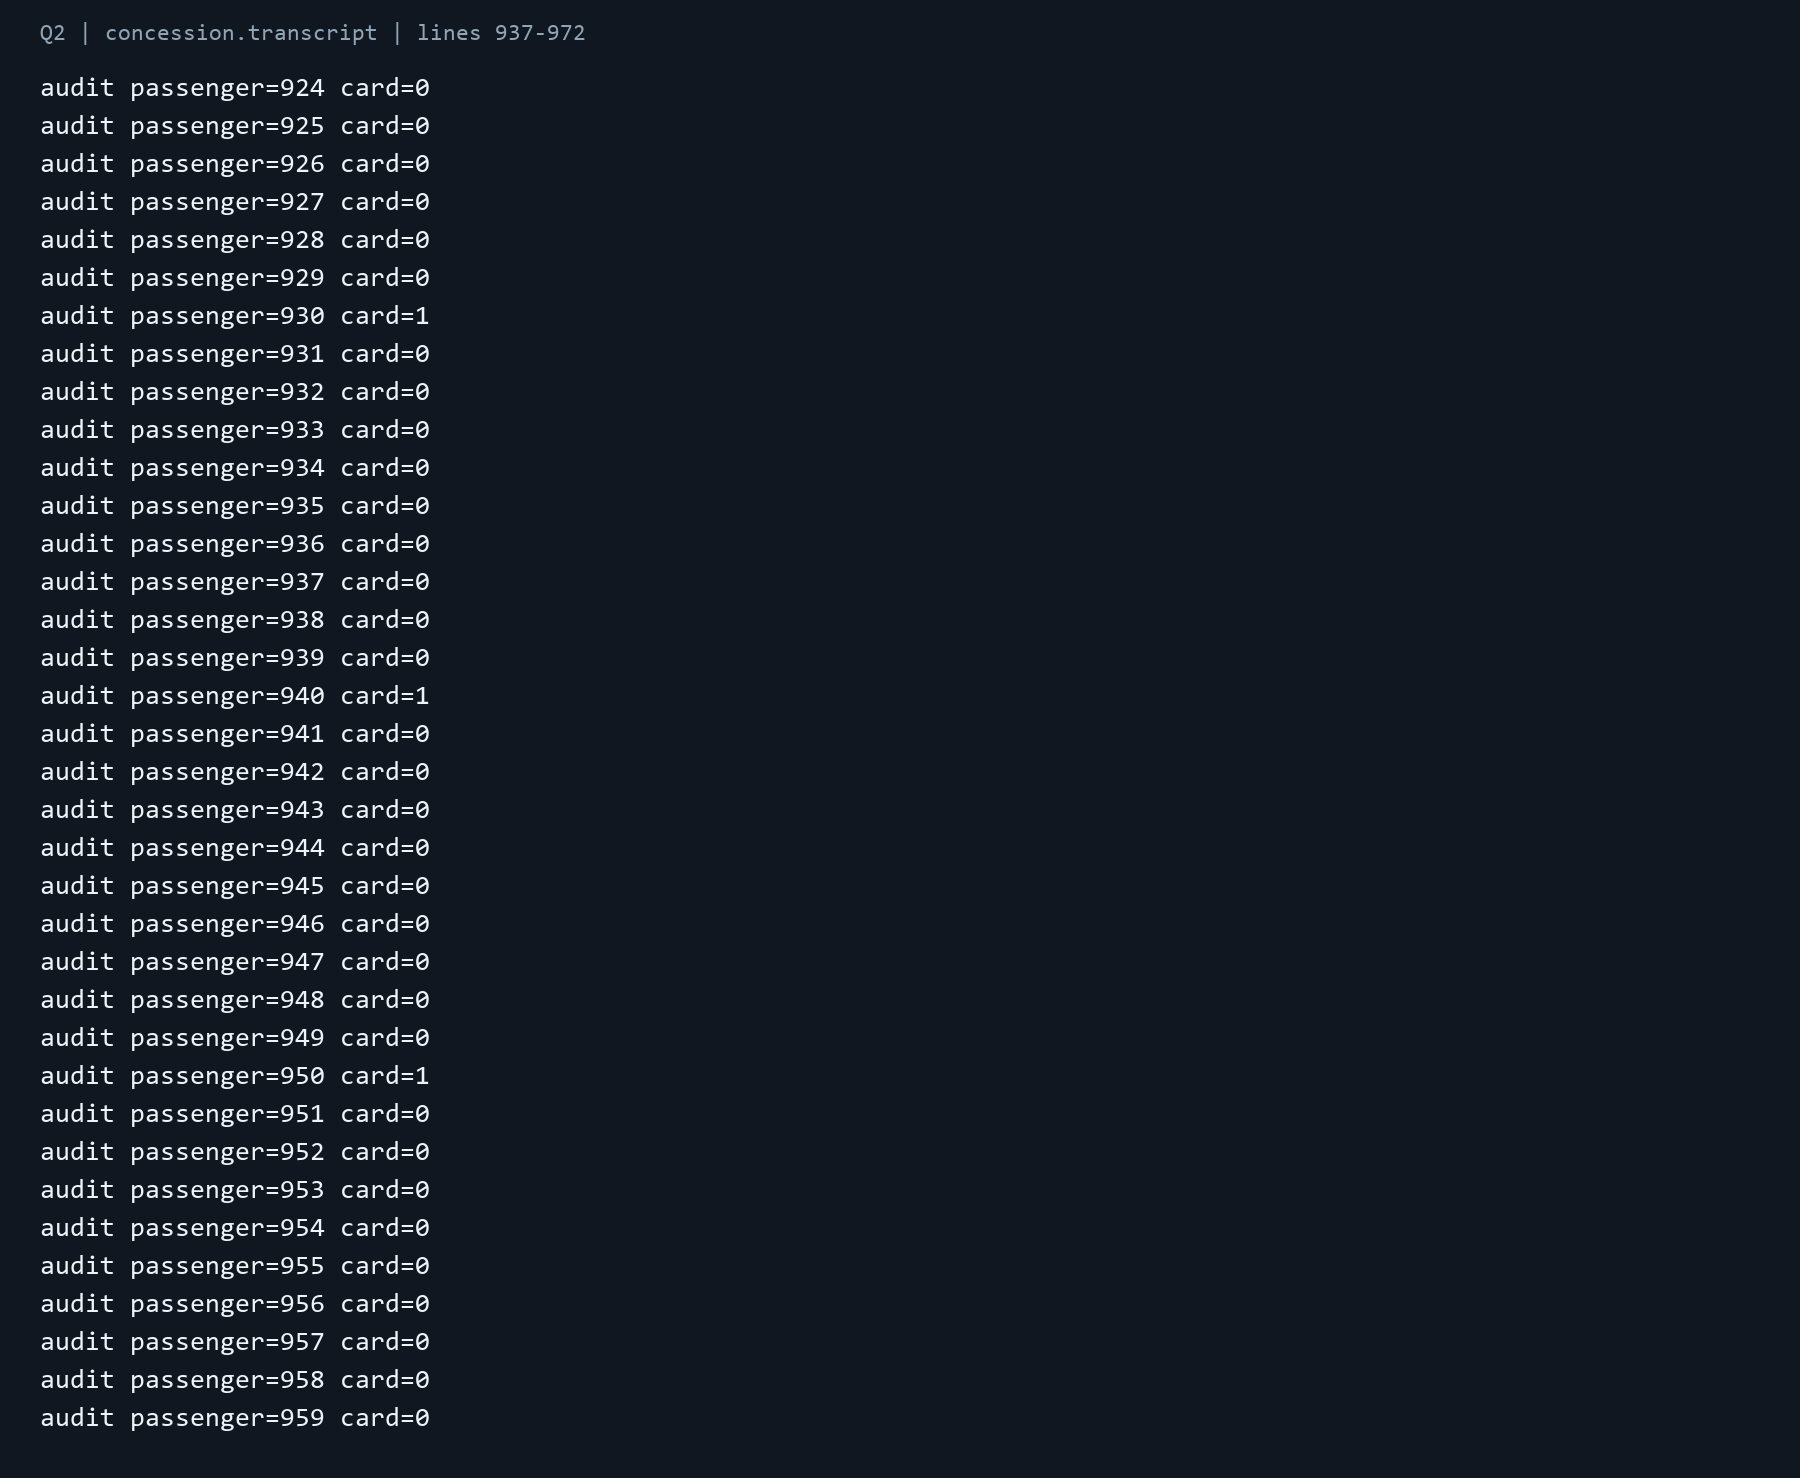 Q2 | concession.transcript | lines 937-972
audit passenger=924 card=0
audit passenger=925 card=0
audit passenger=926 card=0
audit passenger=927 card=0
audit passenger=928 card=0
audit passenger=929 card=0
audit passenger=930 card=1
audit passenger=931 card=0
audit passenger=932 card=0
audit passenger=933 card=0
audit passenger=934 card=0
audit passenger=935 card=0
audit passenger=936 card=0
audit passenger=937 card=0
audit passenger=938 card=0
audit passenger=939 card=0
audit passenger=940 card=1
audit passenger=941 card=0
audit passenger=942 card=0
audit passenger=943 card=0
audit passenger=944 card=0
audit passenger=945 card=0
audit passenger=946 card=0
audit passenger=947 card=0
audit passenger=948 card=0
audit passenger=949 card=0
audit passenger=950 card=1
audit passenger=951 card=0
audit passenger=952 card=0
audit passenger=953 card=0
audit passenger=954 card=0
audit passenger=955 card=0
audit passenger=956 card=0
audit passenger=957 card=0
audit passenger=958 card=0
audit passenger=959 card=0